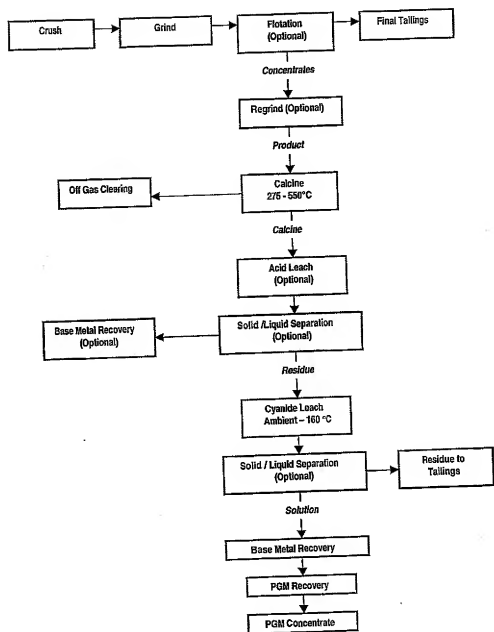 Crush
Grind
Flotation
(Optional)
Final Tailings
Concentrates
Regrind (Optional)
Product
Off Gas Clearing
Calcine
275 - 550°C
Calcine
Acid Leach
(Optional)
Base Metal Recovery
(Optional)
Solid /Liquid Separation
(Optional)
Residue
Cyanide Leach
Ambient – 160 °C
Solid / Liquid Separation
(Optional)
Residue to
Tailings
Solution
Base Metal Recovery
PGM Recovery
PGM Concentrate